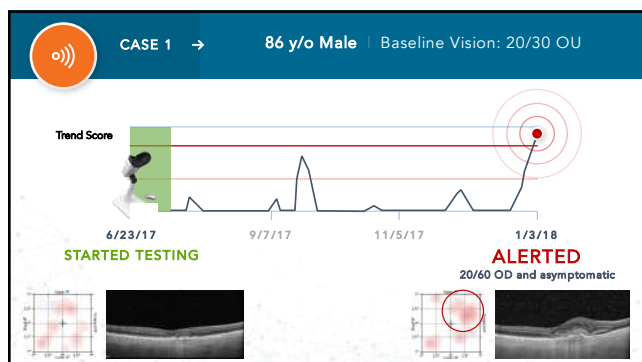 CASE 1
86 y/o Male | Baseline Vision: 20/30 OU
Trend Score
6/23/17
9/7/17
11/5/17
1/3/18
STARTED TESTING
ALERTED
20/60 OD and asymptomatic